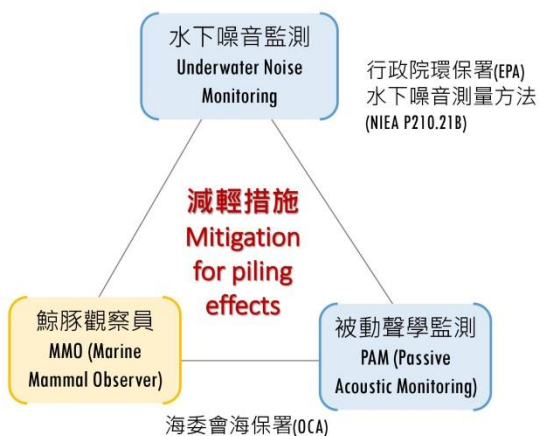 水下噪音監測
Underwater Noise
Monitoring
行政院環保署(EPA)
水下噪音測量方法
(NIEA P210.21B)
減輕措施
Mitigation
for piling
effects
鯨豚觀察員
MMO (Marine
Mammal Observer)
被動聲學監測
PAM (Passive
Acoustic Monitoring)
海委會海保署(OCA)